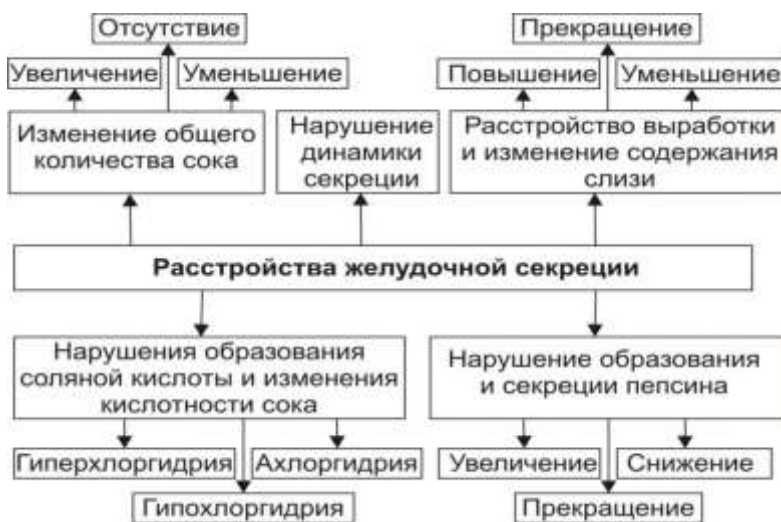 Отсутствие
Прекращение
Увеличение
Уменьшение
Повышение
Уменьшение
Изменение общего
количества сока
Нарушение
динамики
секреции
Расстройство выработки
и изменение содержания
слизи
Расстройства желудочной секреции
Нарушения образования
соляной кислоты и изменения
кислотности сока
Нарушение образования
и секреции пепсина
Гиперхлоргидрия
Ахлоргидрия
Увеличение
Снижение
Гипохлоргидрия
Прекращение